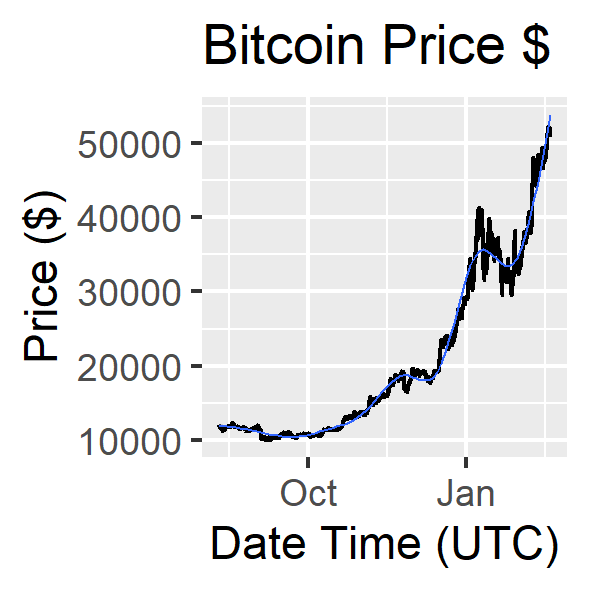 Bitcoin Price $
Price ($)
50000
40000
30000
20000
10000
Oct Jan
Date Time (UTC)